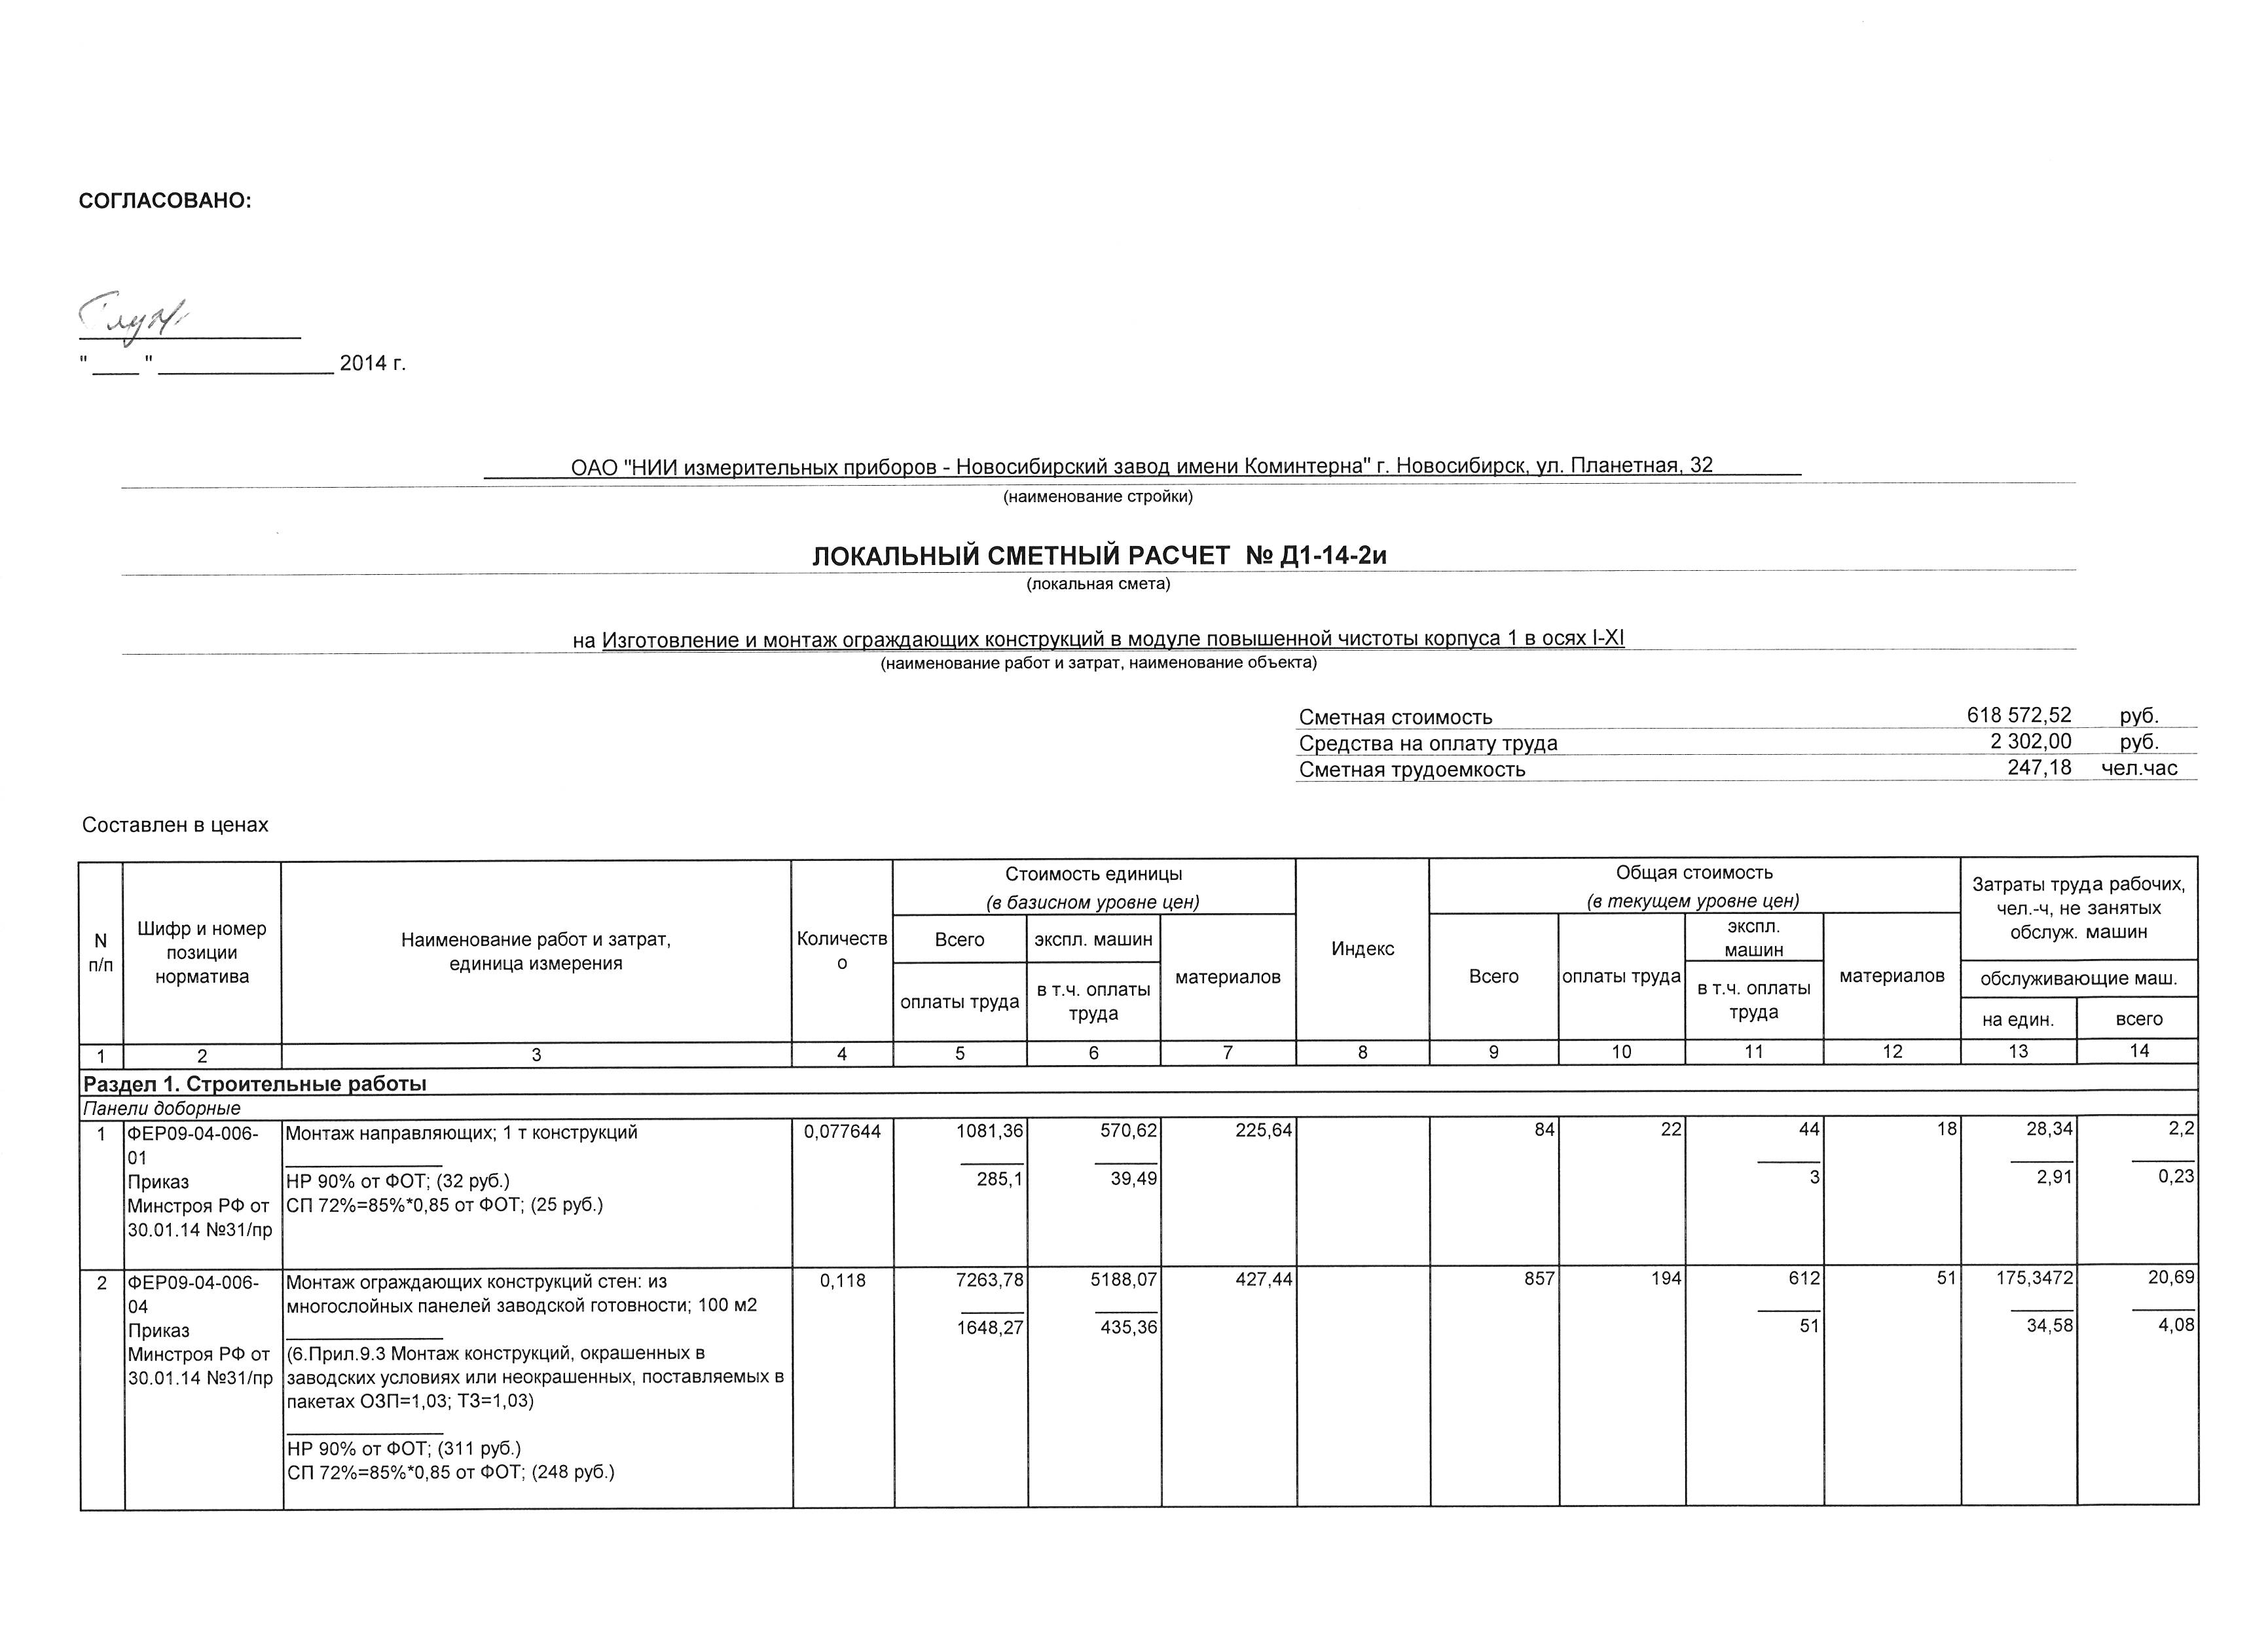 СОГЛАСОВАНО:
" ____ " _______________ 2014 г.
ОАО "НИИ измерительных приборов - Новосибирский завод имени Коминтерна" г. Новосибирск, ул. Планетная, 32
(наименование стройки)
ЛОКАЛЬНЫЙ СМЕТНЫЙ РАСЧЕТ № Д1-14-2и
(локальная смета)
на Изготовление и монтаж ограждающих конструкций в модуле повышенной чистоты корпуса 1 в осях I-XI
(наименование работ и затрат, наименование объекта)
Сметная стоимость 618 572,52 руб.
Средства на оплату труда 2 302,00 руб.
Сметная трудоемкость 247,18 чел.час
Составлен в ценах
N п/п
Шифр и номер
позиции
норматива
Наименование работ и затрат,
единица измерения
Количеств
о
Стоимость единицы
(в базисном уровне цен)
Всего
оплаты труда
экспл. машин
в т.ч. оплаты
труда
материалов
Индекс
Общая стоимость
(в текущем уровне цен)
Всего
оплаты труда
экспл.
машин
в т.ч. оплаты
труда
материалов
Затраты труда рабочих,
чел.-ч, не занятых
обслуж. машин
обслуживающие маш.
на един. всего
1 2 3 4 5 6 7 8 9 10 11 12 13 14
Раздел 1. Строительные работы
Панели доборные
1 ФЕР09-04-006- Монтаж направляющих; 1 т конструкций 0,077644 1081,36 570,62 225,64 84 22 44 18 28,34 2,2
01
Приказ НР 90% от ФОТ; (32 руб.) 285,1 39,49 3 2,91 0,23
Минстроя РФ от СП 72%=85%*0,85 от ФОТ; (25 руб.)
30.01.14 №31/пр
2 ФЕР09-04-006- Монтаж ограждающих конструкций стен: из 0,118 7263,78 5188,07 427,44 857 194 612 51 175,3472 20,69
04 многослойных панелей заводской готовности; 100 м2
Приказ 1648,27 435,36 51 34,58 4,08
Минстроя РФ от (6.Прил.9.3 Монтаж конструкций, окрашенных в
30.01.14 №31/пр заводских условиях или неокрашенных, поставляемых в
пакетах ОЗП=1,03; ТЗ=1,03)
НР 90% от ФОТ; (311 руб.)
СП 72%=85%*0,85 от ФОТ; (248 руб.)